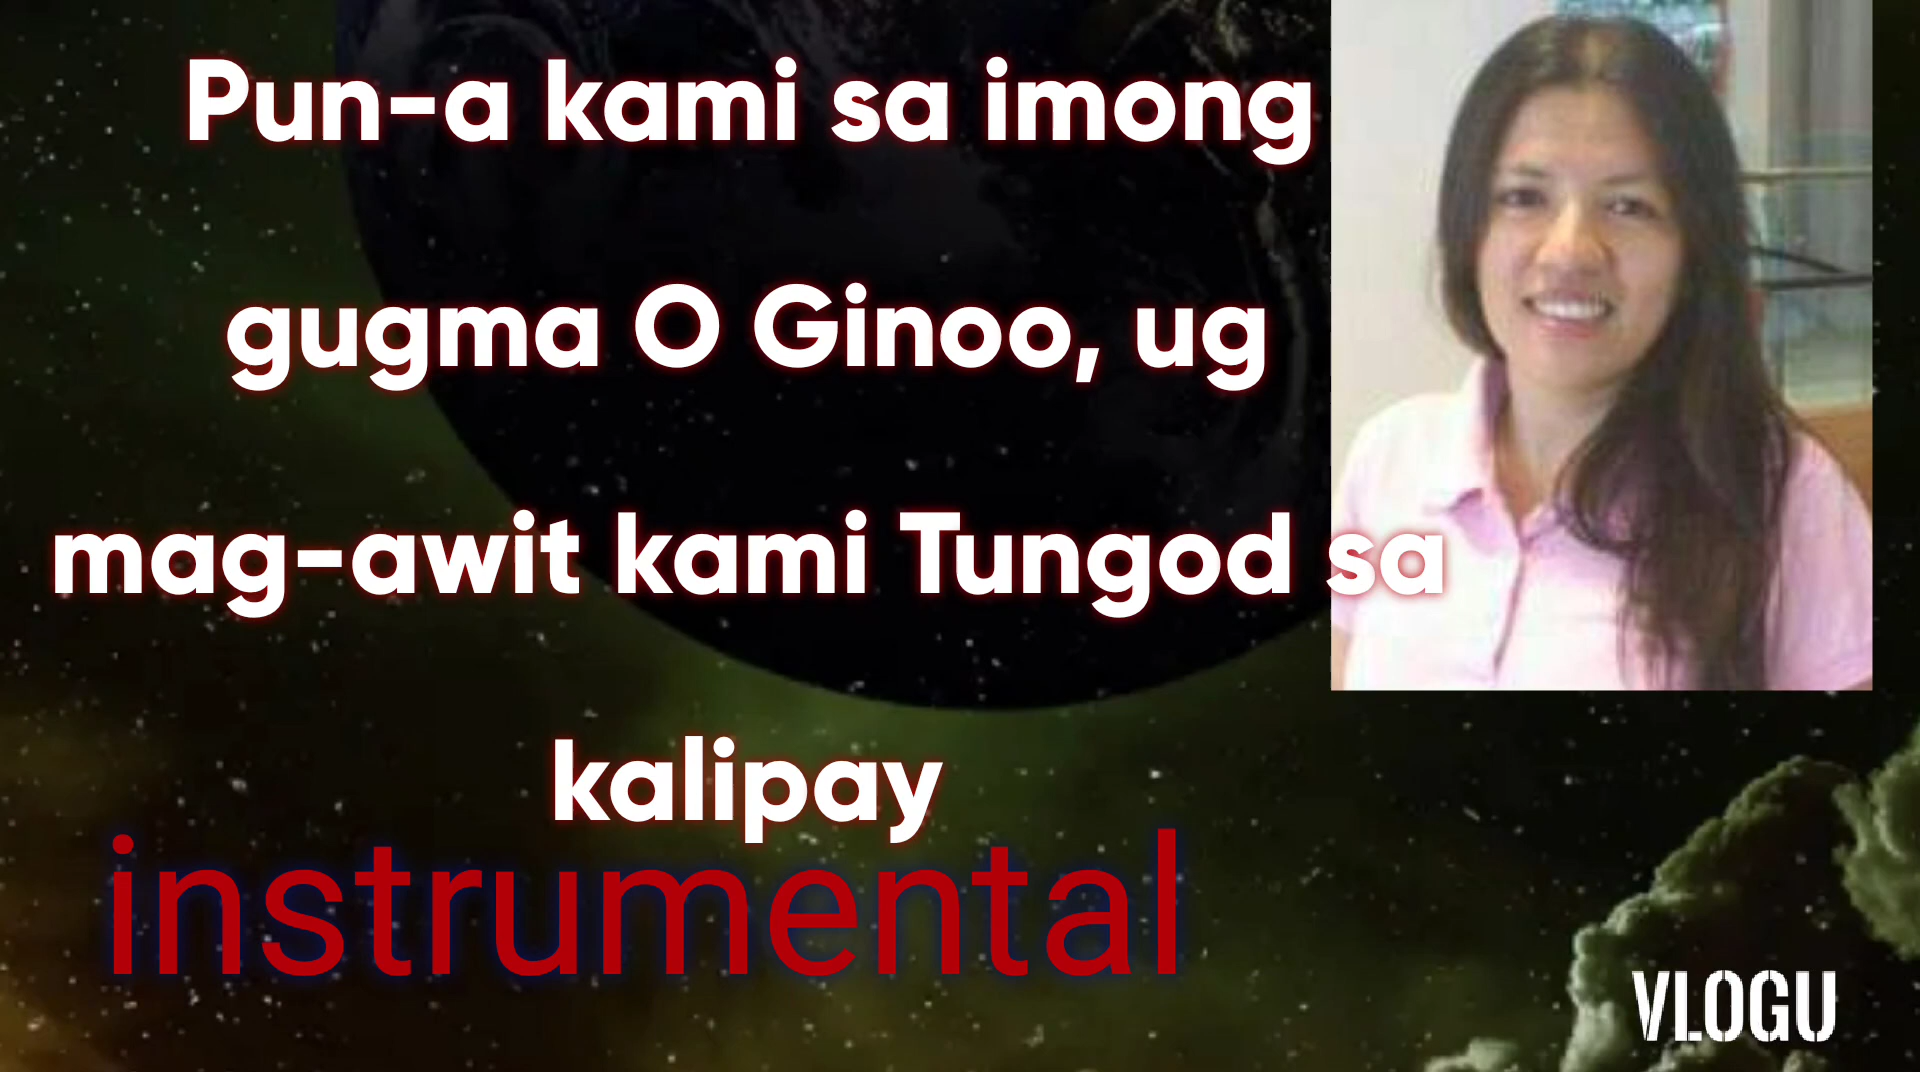 Pun-a kami sa imong
gugma O Ginoo, ug
mag-awit kami Tungod sa
kalipay
instrumental
VLOGU